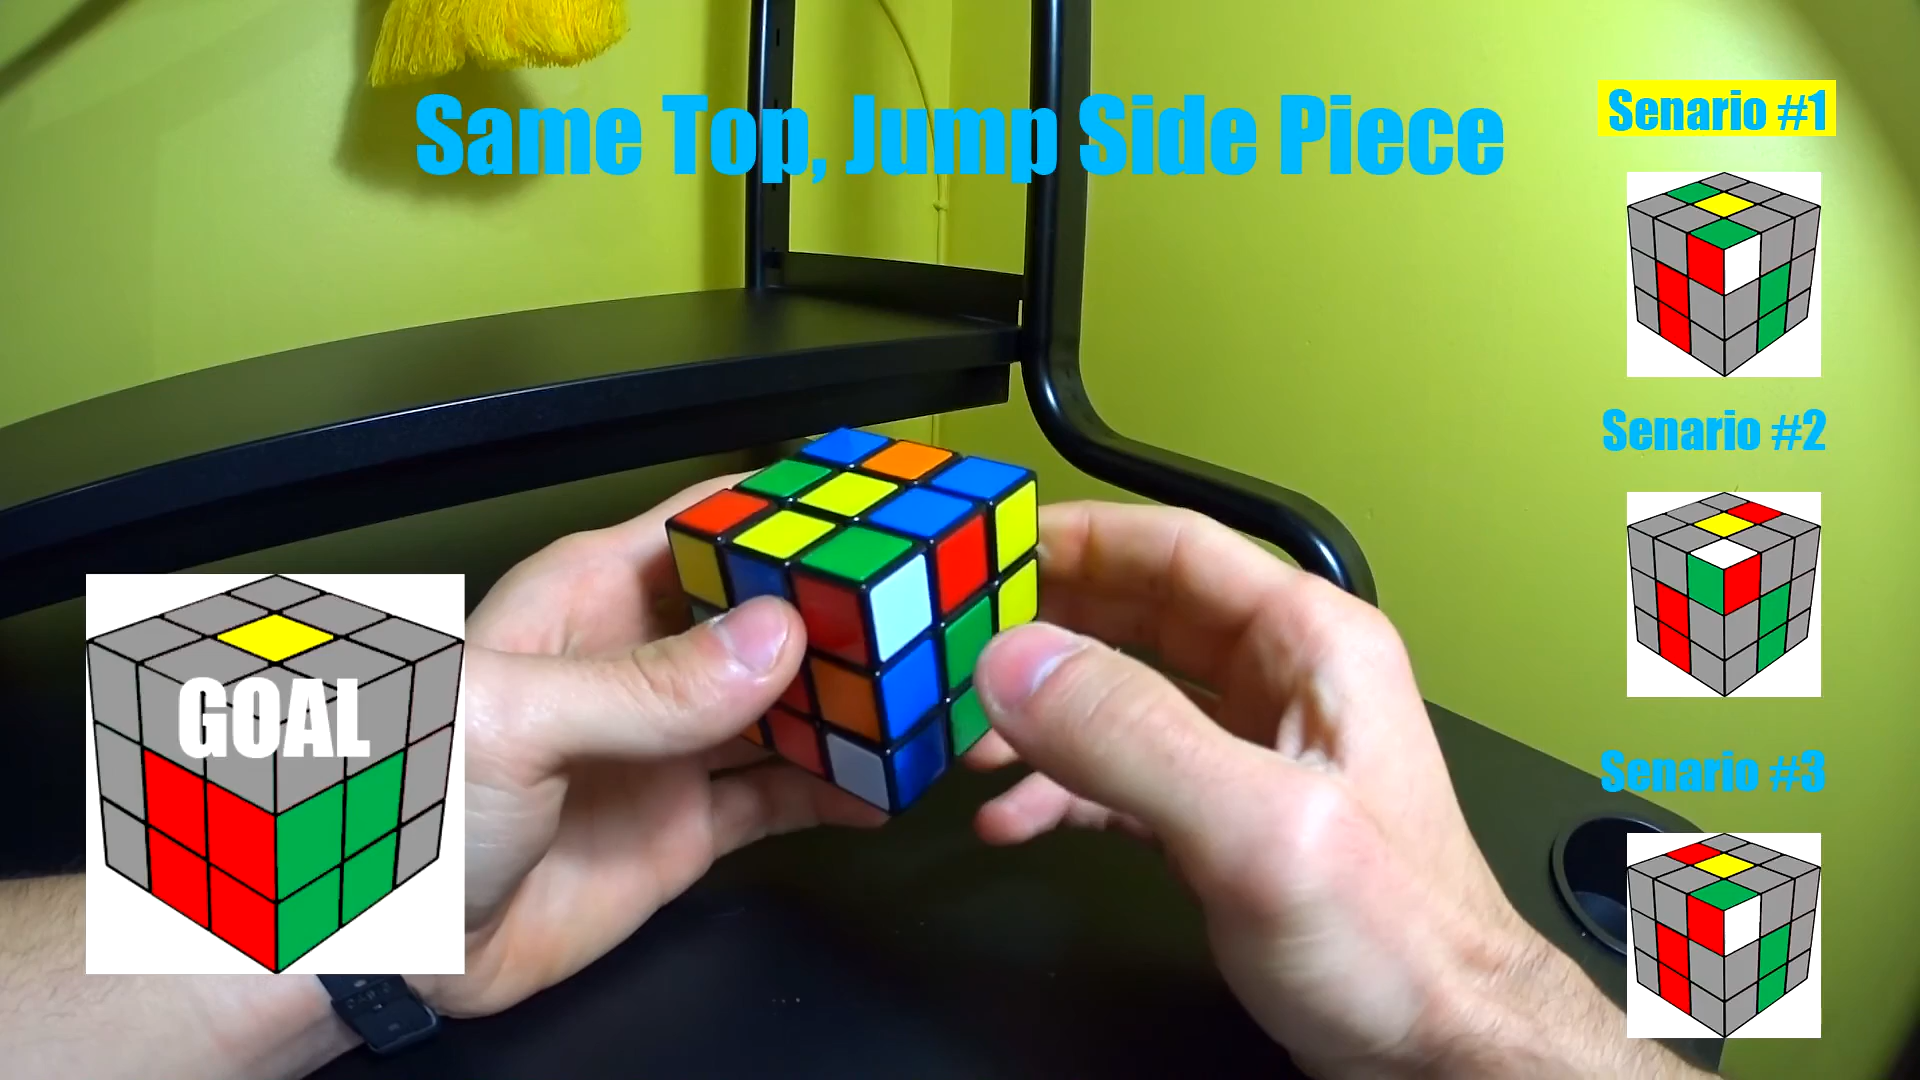 Same Top, Jump Side Piece
Senario #1
GOAL
Senario #2
Senario #3